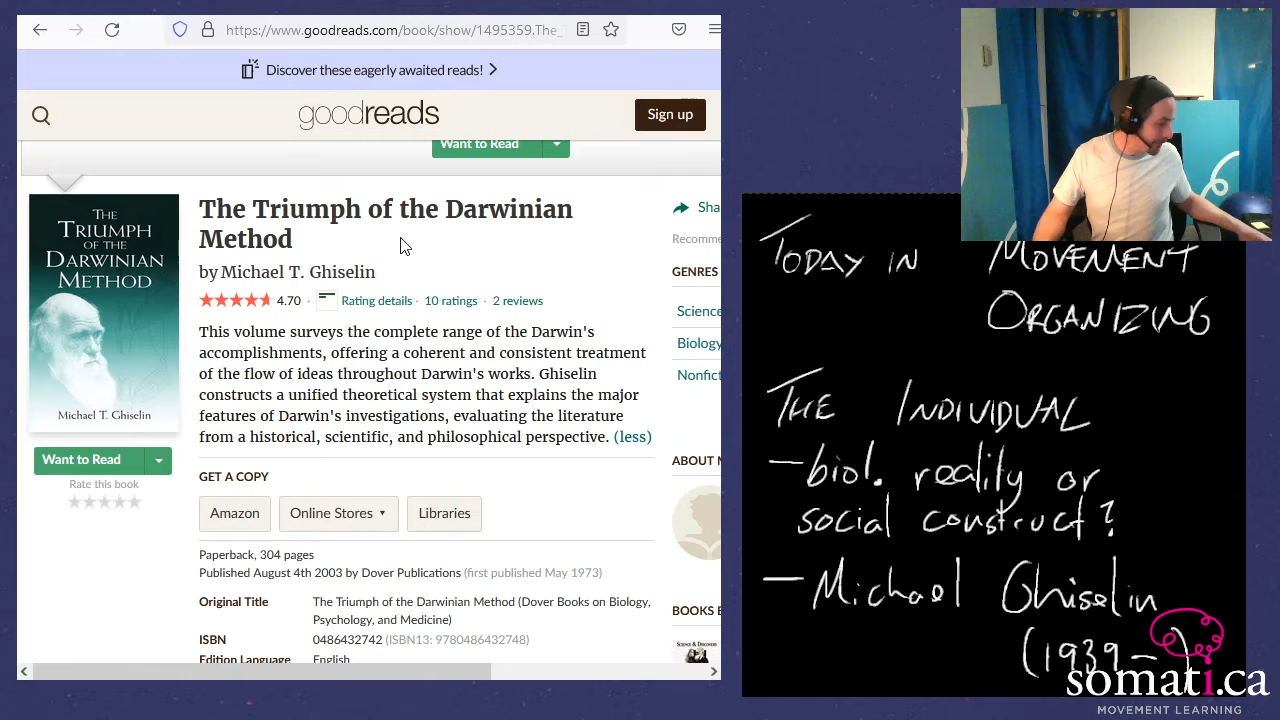 https://www.goodreads.com/book/show/1495359.The_
Discover these eagerly awaited reads!
goodreads
Sign up
Want to Read
THE
TRIUMPH
OF THE
DARWINIAN
METHOD
Michael T. Ghiselin
Want to Read
Rate this book
The Triumph of the Darwinian
Method
by Michael T. Ghiselin
4.70 · Rating details · 10 ratings · 2 reviews
This volume surveys the complete range of the Darwin's
accomplishments, offering a coherent and consistent treatment
of the flow of ideas throughout Darwin's works. Ghiselin
constructs a unified theoretical system that explains the major
features of Darwin's investigations, evaluating the literature
from a historical, scientific, and philosophical perspective. (less)
GET A COPY
Amazon
Online Stores
Libraries
Paperback, 304 pages
Published August 4th 2003 by Dover Publications (first published May 1973)
Original Title The Triumph of the Darwinian Method (Dover Books on Biology,
Psychology, and Medicine)
ISBN 0486432742 (ISBN13: 9780486432748)
Edition Language English
Sha
Recomme
GENRES
Science
Biology
Nonfict
ABOUT M
BOOKS B
TODAY IN MOVEMENT
ORGANIZING
THE INDIVIDUAL
- biol. reality or
social construct?
- Michael Ghiselin
(1939 - )
somati.ca
MOVEMENT LEARNING